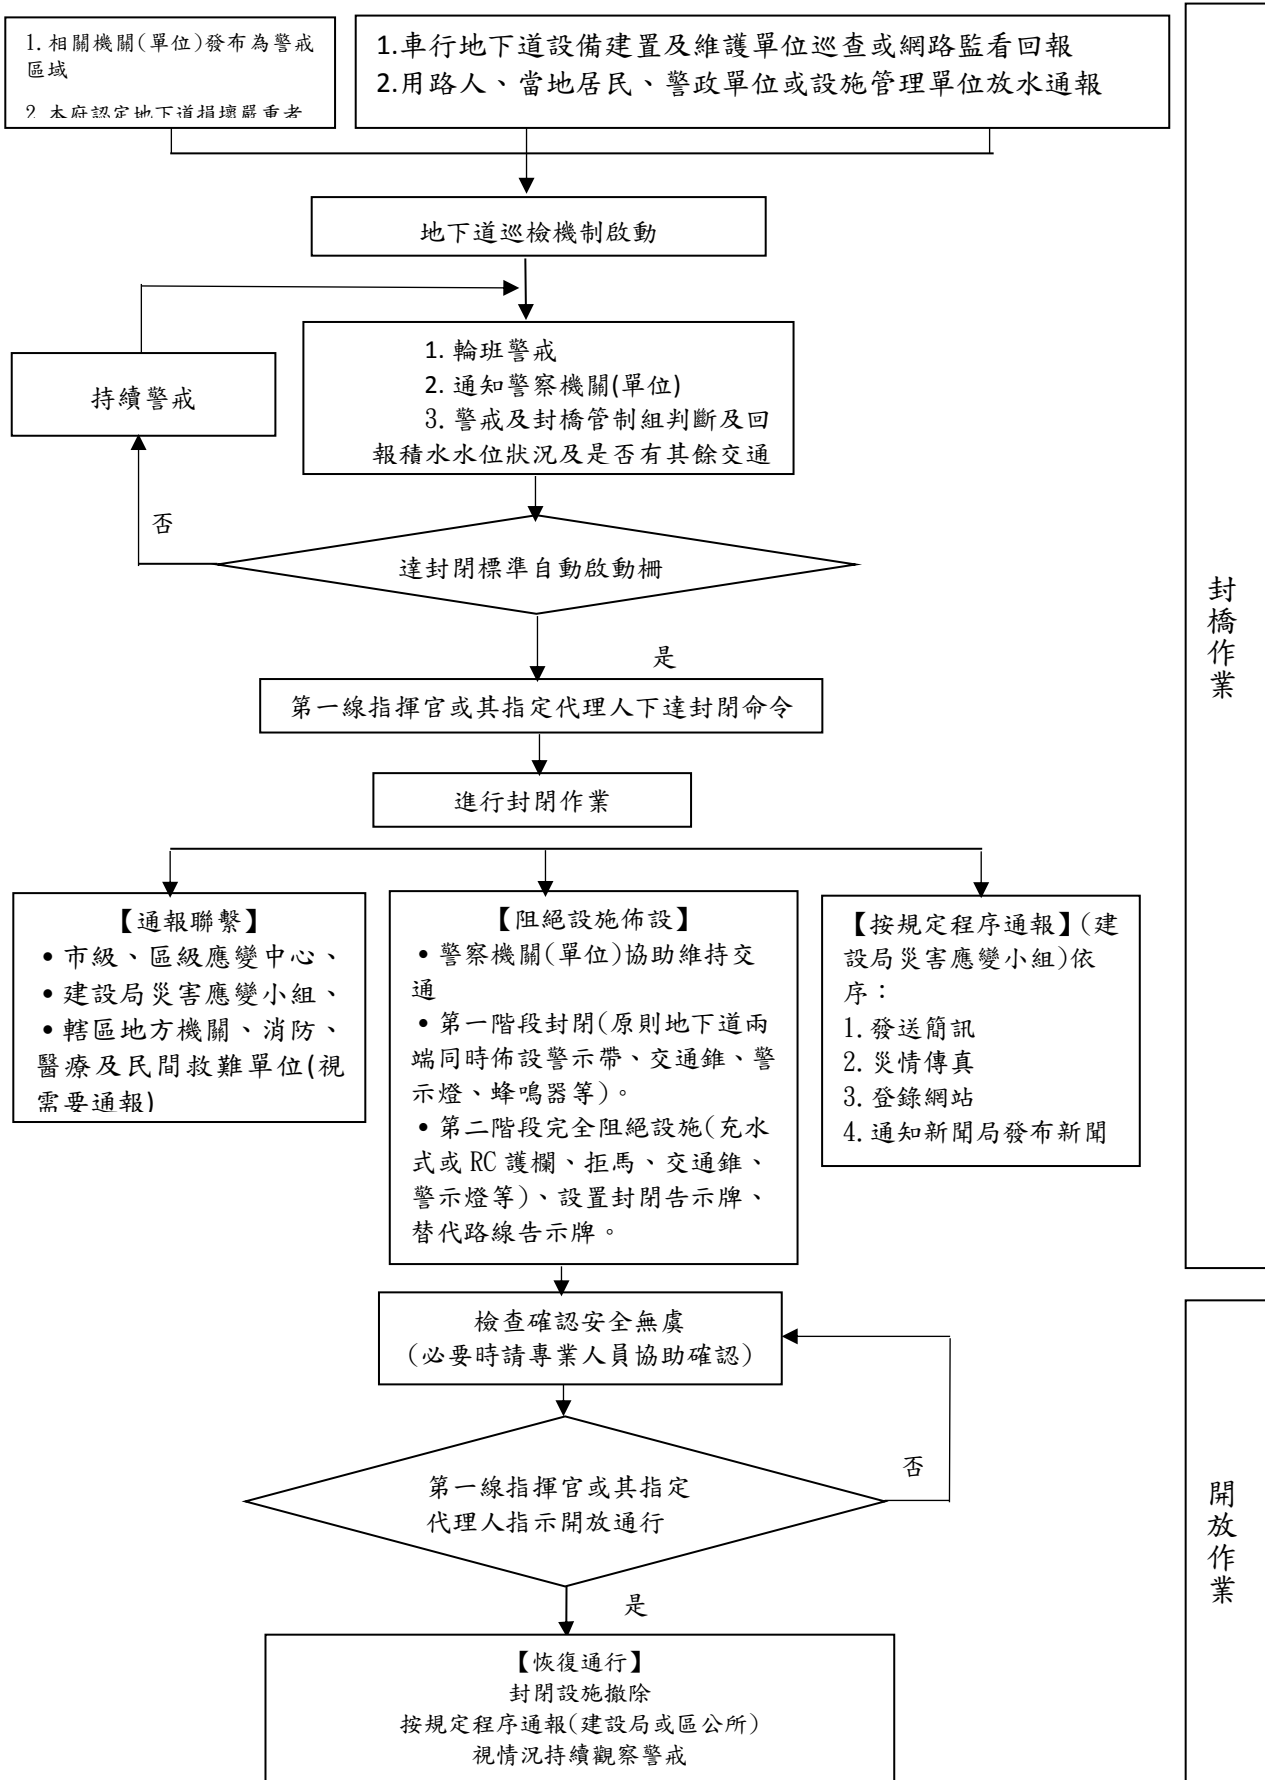 1. 相關機關(單位)發布為警戒
區域
2. 本府認定地下道損壞嚴重者
1.車行地下道設備建置及維護單位巡查或網路監看回報
2.用路人、當地居民、警政單位或設施管理單位放水通報
地下道巡檢機制啟動
1. 輪班警戒
2. 通知警察機關(單位)
3. 警戒及封橋管制組判斷及回
報積水水位狀況及是否有其餘交通
持續警戒
否
達封閉標準自動啟動柵
是
第一線指揮官或其指定代理人下達封閉命令
進行封閉作業
【通報聯繫】
•市級、區級應變中心、
•建設局災害應變小組、
•轄區地方機關、消防、
醫療及民間救難單位(視
需要通報)
【阻絕設施佈設】
•警察機關(單位)協助維持交
通
•第一階段封閉(原則地下道兩
端同時佈設警示帶、交通錐、警
示燈、蜂鳴器等)。
•第二階段完全阻絕設施(充水
式或 RC 護欄、拒馬、交通錐、
警示燈等)、設置封閉告示牌、
替代路線告示牌。
【按規定程序通報】(建
設局災害應變小組)依
序：
1. 發送簡訊
2. 災情傳真
3. 登錄網站
4. 通知新聞局發布新聞
封橋作業
檢查確認安全無虞
(必要時請專業人員協助確認)
第一線指揮官或其指定
代理人指示開放通行
否
是
【恢復通行】
封閉設施撤除
按規定程序通報(建設局或區公所)
視情況持續觀察警戒
開放作業